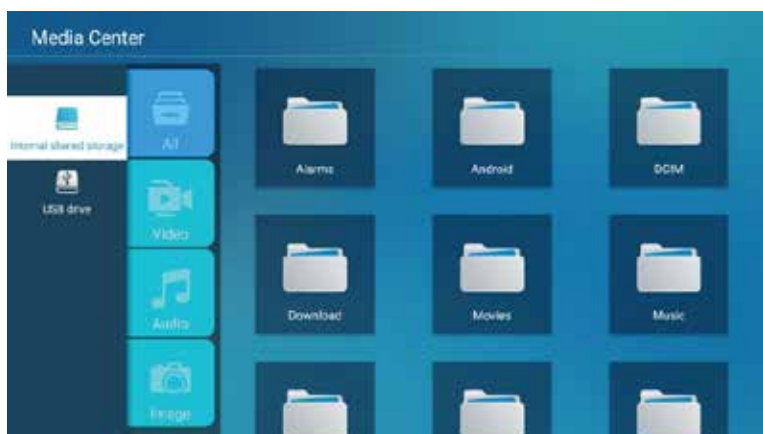 Media Center
Internal shared storage
USB drive
All
Video
Audio
Image
Alarms
Android
DCIM
Download
Movies
Music